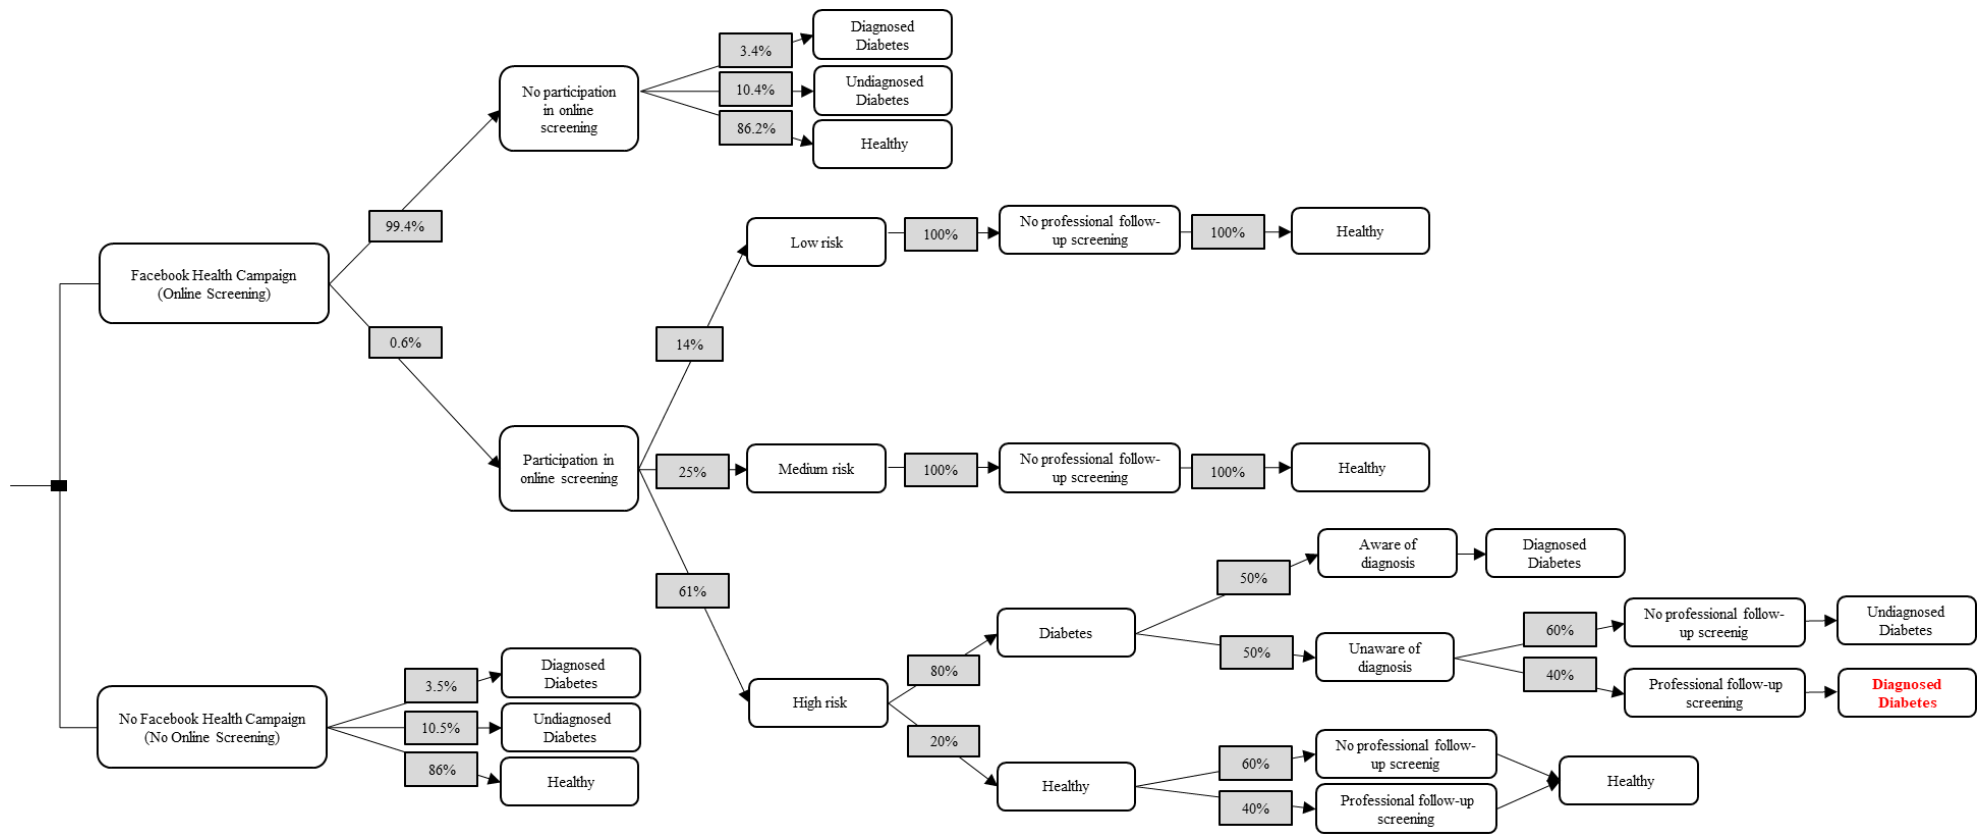 Diagnosed
Diabetes
3.4%
No participation
in online
screening
10.4%
Undiagnosed
Diabetes
86.2%
Healthy
99.4%
Facebook Health Campaign
(Online Screening)
0.6%
Low risk
100%
No professional follow-
up screening
100%
Healthy
14%
Participation in
online screening
25%
Medium risk
100%
No professional follow-
up screening
100%
Healthy
61%
High risk
80%
Diabetes
50%
Aware of
diagnosis
Diagnosed
Diabetes
50%
Unaware of
diagnosis
60%
No professional follow-
up screenig
Undiagnosed
Diabetes
40%
Professional follow-up
screening
Diagnosed
Diabetes
20%
Healthy
60%
No professional follow-
up screenig
40%
Professional follow-up
screening
Healthy
No Facebook Health Campaign
(No Online Screening)
3.5%
Diagnosed
Diabetes
10.5%
Undiagnosed
Diabetes
86%
Healthy